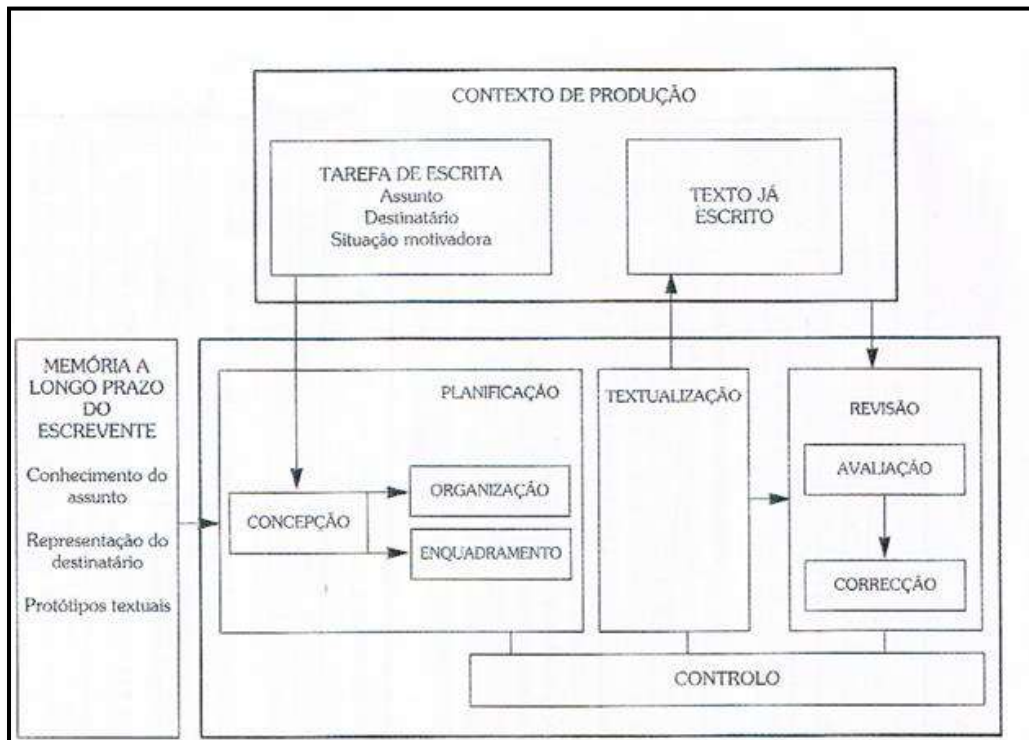 CONTEXTO DE PRODUÇÃO
TAREFA DE ESCRITA
Assunto
Destinatário
Situação motivadora
TEXTO JÁ
ESCRITO
MEMÓRIA A
LONGO PRAZO
DO
ESCREVENTE
Conhecimento do
assunto
Representação do
destinatário
Protótipos textuais
PLANIFICAÇÃO
CONCEPÇÃO
ORGANIZAÇÃO
ENQUADRAMENTO
TEXTUALIZAÇÃO
REVISÃO
AVALIAÇÃO
CORRECÇÃO
CONTROLO